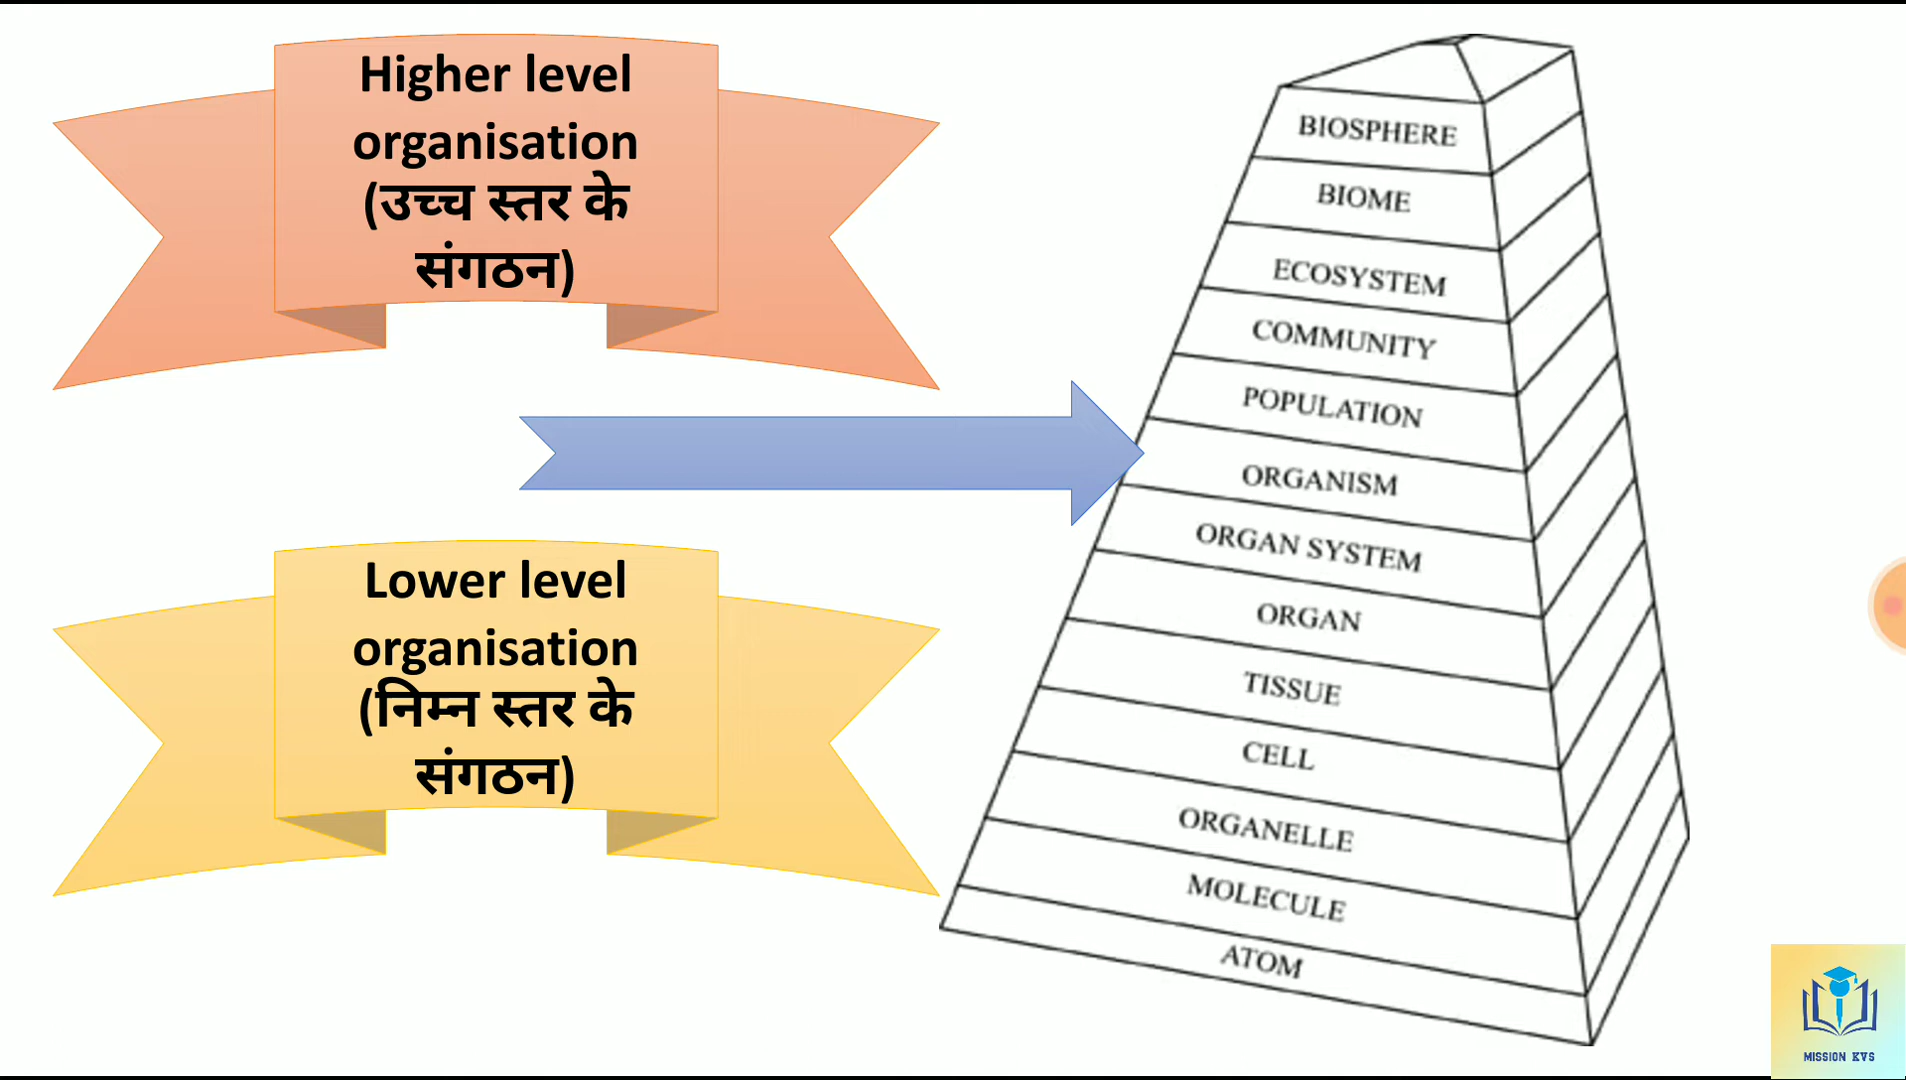 Higher level
organisation
(उच्च स्तर के
संगठन)
Lower level
organisation
(निम्न स्तर के
संगठन)
BIOSPHERE
BIOME
ECOSYSTEM
COMMUNITY
POPULATION
ORGANISM
ORGAN SYSTEM
ORGAN
TISSUE
CELL
ORGANELLE
MOLECULE
ATOM
MISSION KVS